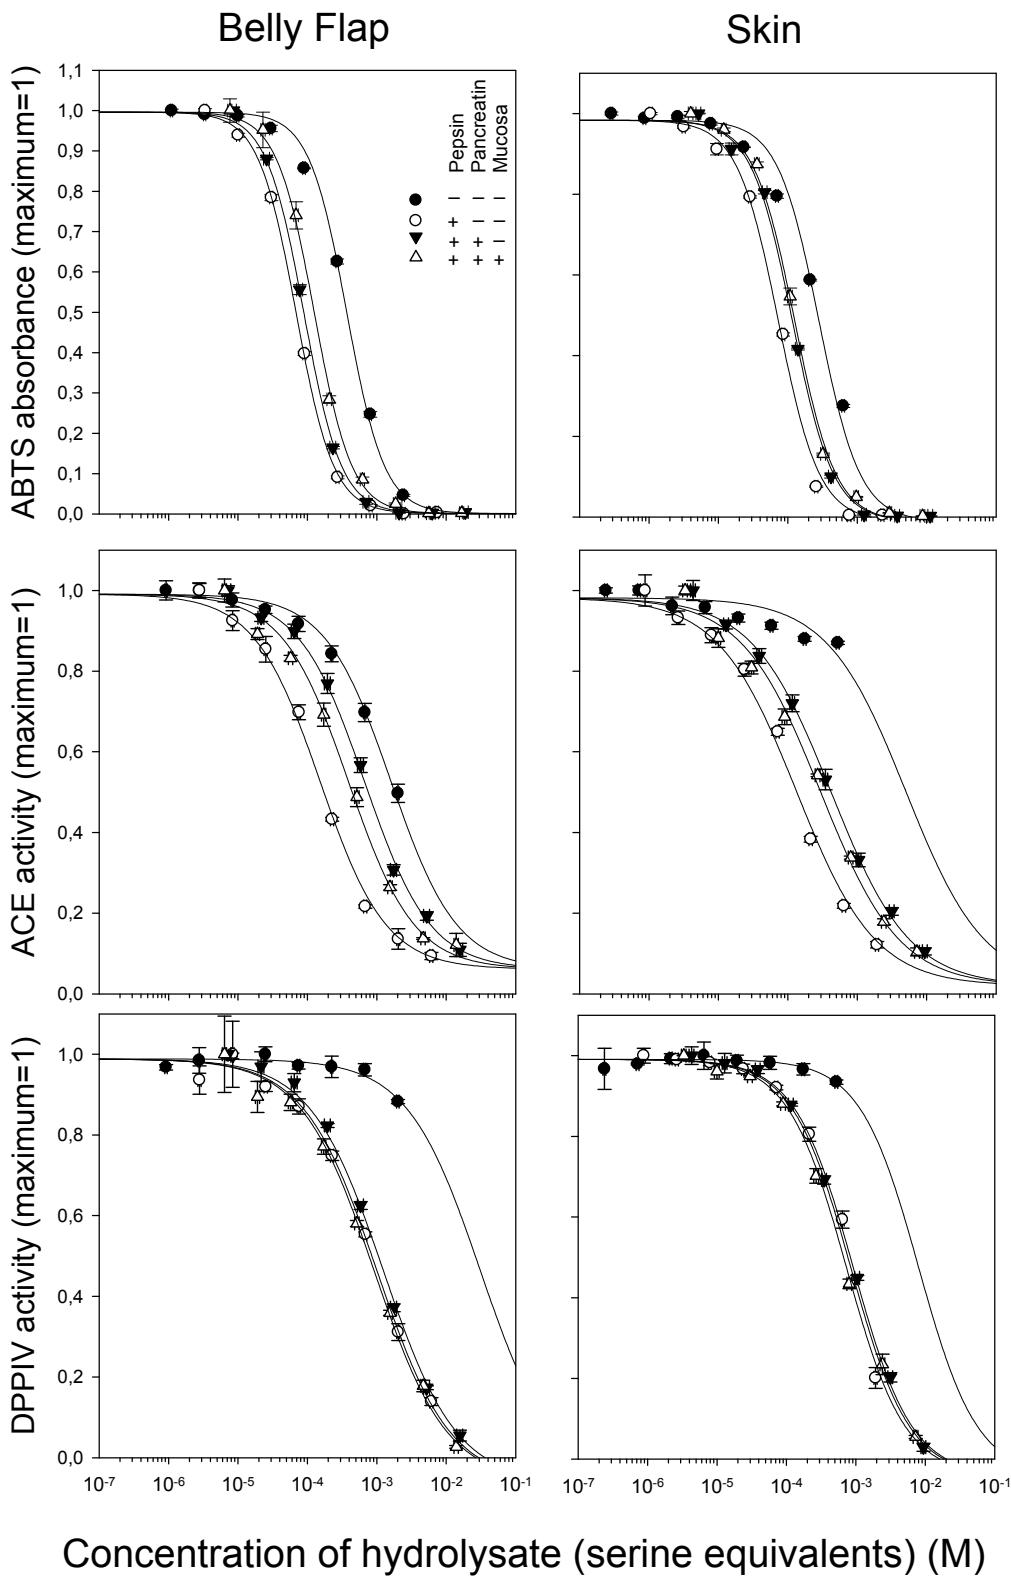 Belly Flap Skin
ABTS absorbance (maximum=1)
1,1
1,0
0,9
0,8
0,7
0,6
0,5
0,4
0,3
0,2
0,1
0,0
Pepsin
Pancreatin
Mucosa
– – –
+ – –
+ + –
+ + +
ACE activity (maximum=1)
1,0
0,8
0,6
0,4
0,2
0,0
DPPIV activity (maximum=1)
1,0
0,8
0,6
0,4
0,2
0,0
10-7 10-6 10-5 10-4 10-3 10-2 10-1
10-7 10-6 10-5 10-4 10-3 10-2 10-1
Concentration of hydrolysate (serine equivalents) (M)